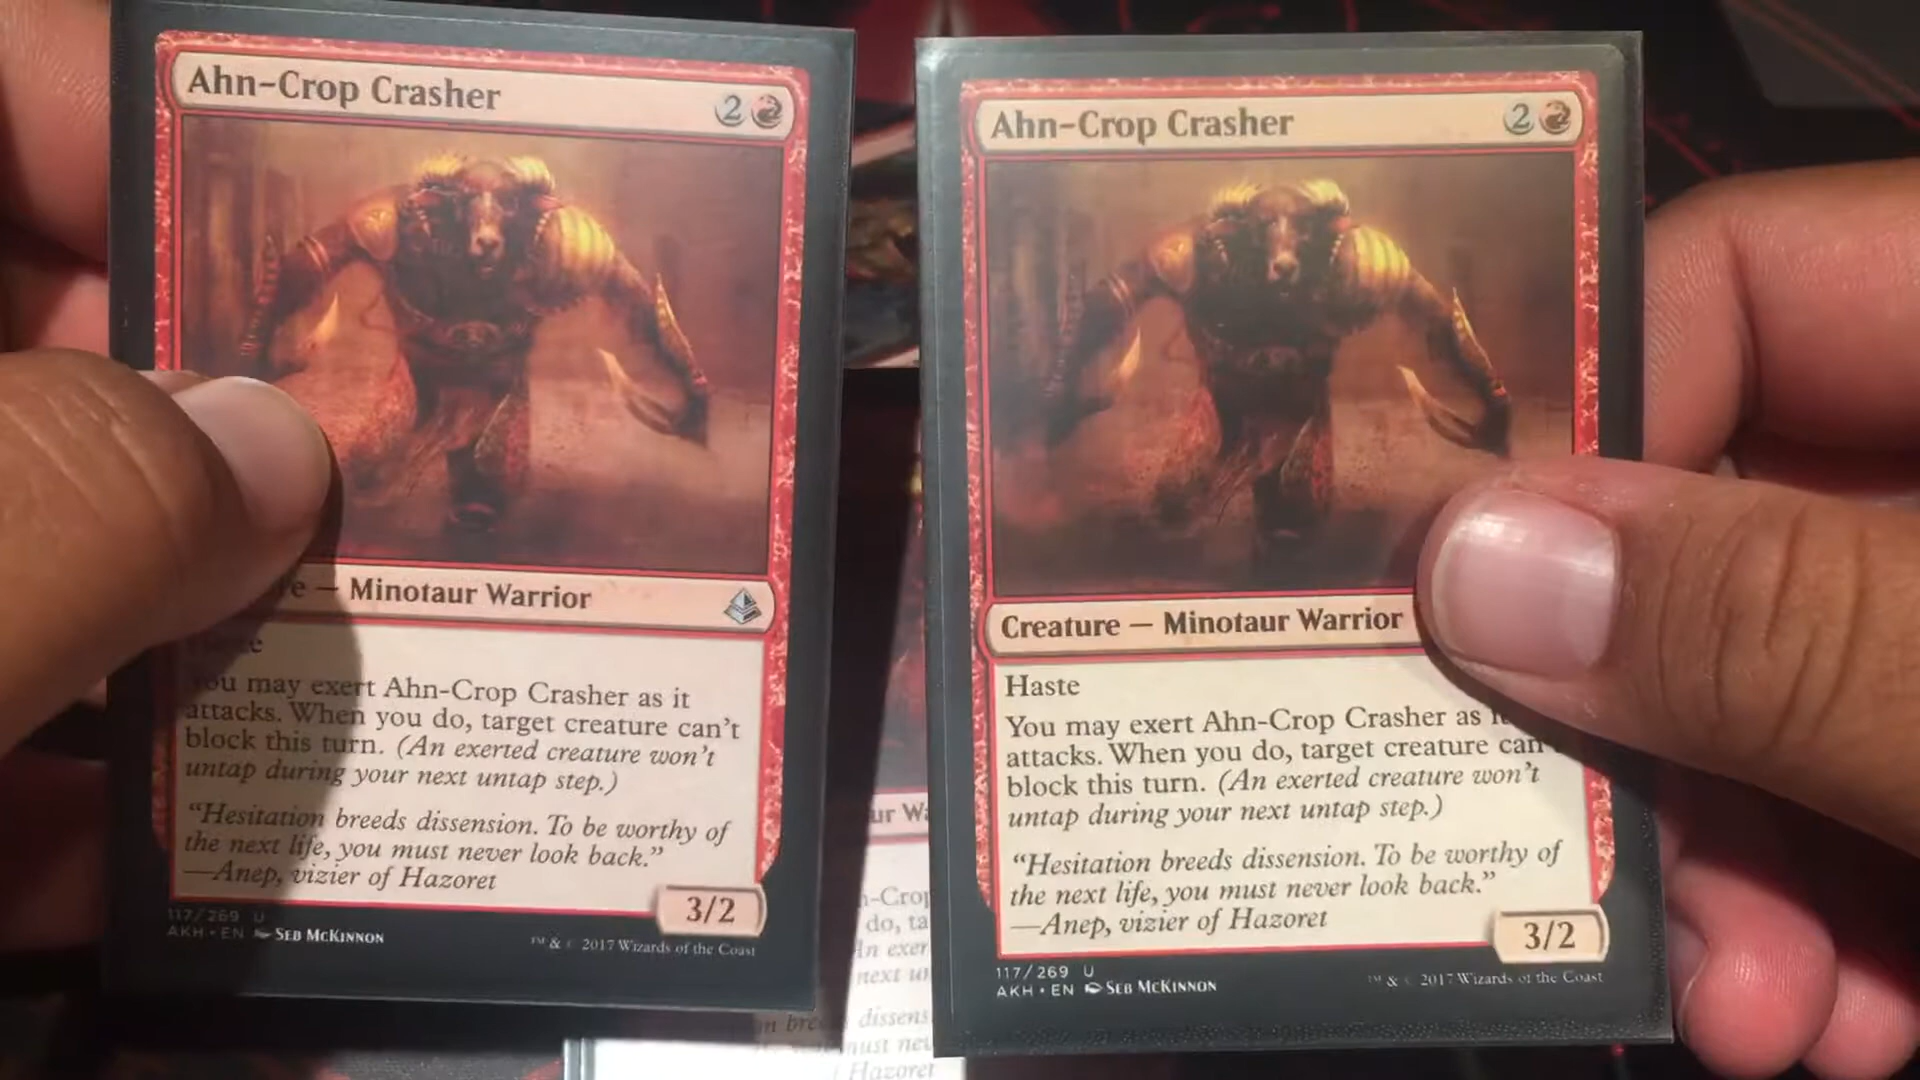 Ahn-Crop Crasher
2
Minotaur Warrior
You may exert Ahn-Crop Crasher as it
attacks. When you do, target creature can't
block this turn. (An exerted creature won't
untap during your next untap step.)
"Hesitation breeds dissension. To be worthy of
the next life, you must never look back."
—Anep, vizier of Hazoret
3/2
117/269 U
AKH • EN SEB MCKINNON
™ & © 2017 Wizards of the Coast
Ahn-Crop Crasher
2
Creature — Minotaur Warrior
Haste
You may exert Ahn-Crop Crasher as
attacks. When you do, target creature can
block this turn. (An exerted creature won't
untap during your next untap step.)
"Hesitation breeds dissension. To be worthy of
the next life, you must never look back."
—Anep, vizier of Hazoret
3/2
117/269 U
AKH • EN SEB MCKINNON
™ & © 2017 Wizards of the Coast
do,
next
must
Hazoret